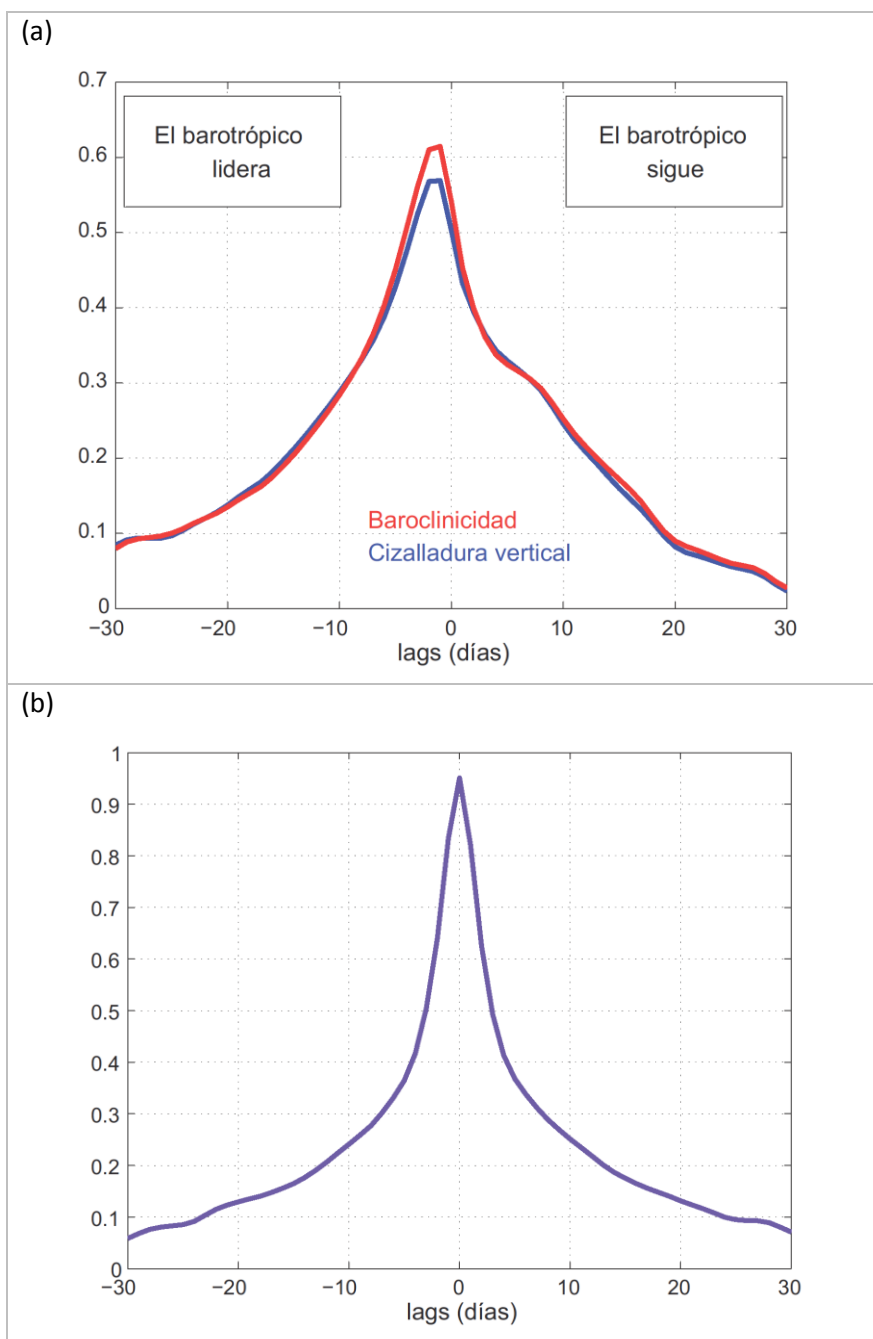 (a)
0.7
0.6
0.5
0.4
0.3
0.2
0.1
0
El barotrópico
lidera
El barotrópico
sigue
Baroclinicidad
Cizalladura vertical
−30 −20 −10 0 10 20 30
lags (días)
(b)
1
0.9
0.8
0.7
0.6
0.5
0.4
0.3
0.2
0.1
0
−30 −20 −10 0 10 20 30
lags (días)